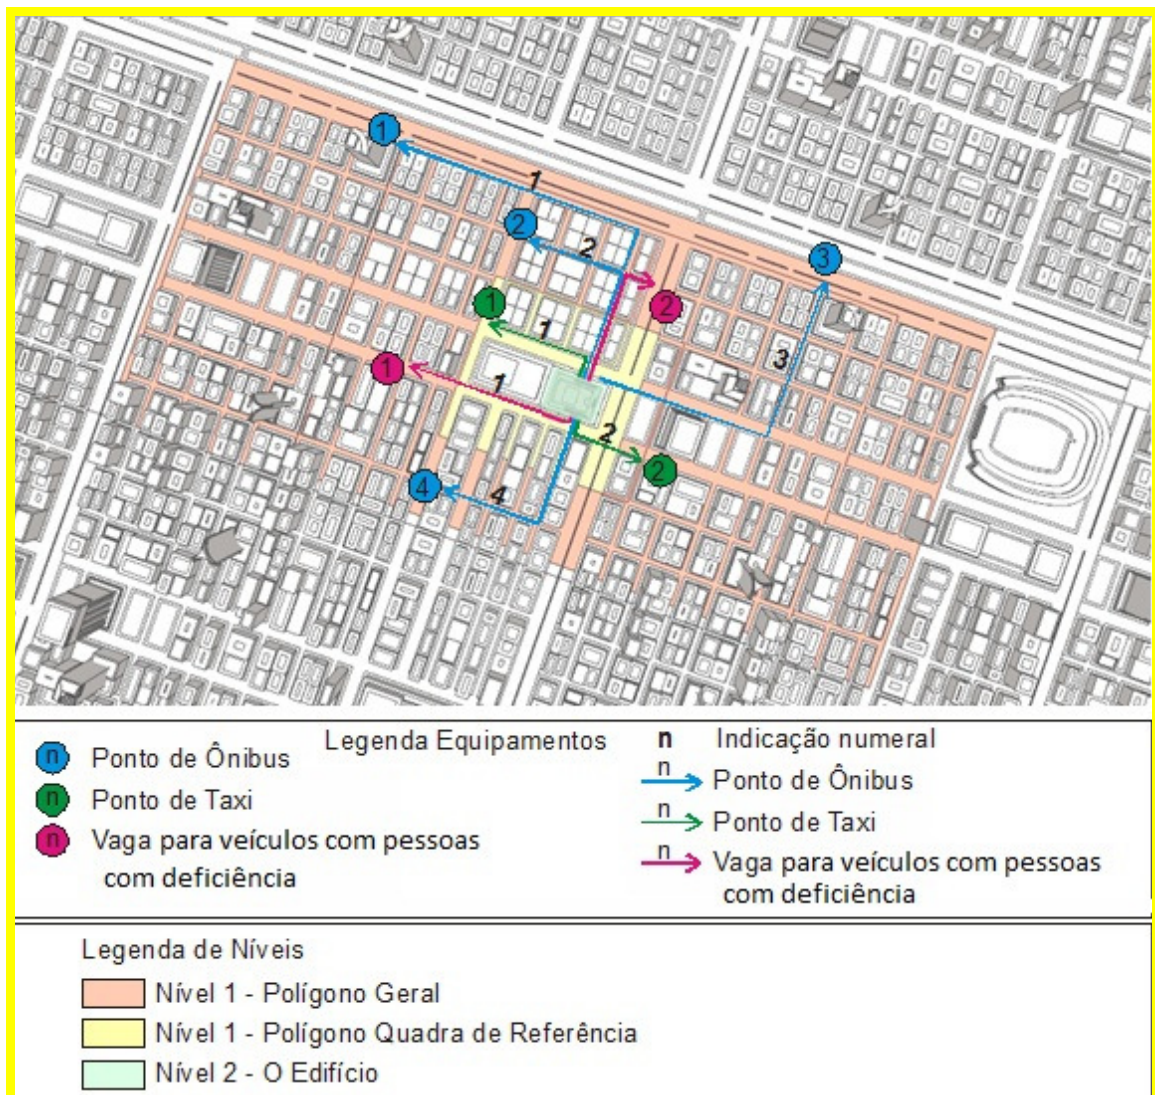 1
1
2
2
3
1
2
1
3
1
1
2
2
4
4
Legenda Equipamentos
n Ponto de Ônibus
n Ponto de Taxi
n Vaga para veículos com pessoas
com deficiência
n Indicação numeral
n Ponto de Ônibus
n Ponto de Taxi
n Vaga para veículos com pessoas
com deficiência
Legenda de Níveis
Nível 1 - Polígono Geral
Nível 1 - Polígono Quadra de Referência
Nível 2 - O Edifício